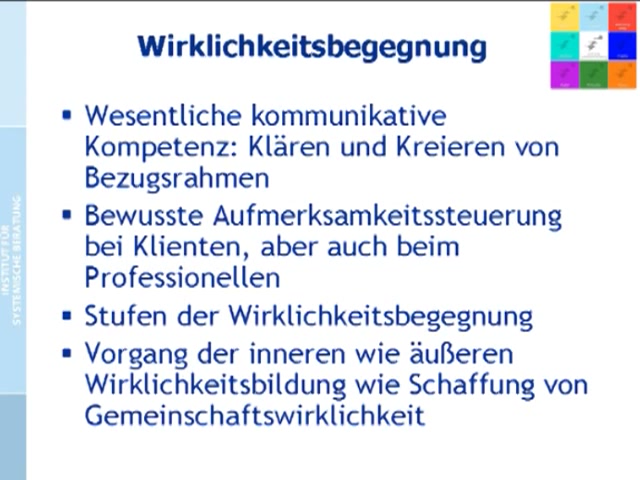 Wirklichkeitsbegegnung
▪ Wesentliche kommunikative
Kompetenz: Klären und Kreieren von
Bezugsrahmen
▪ Bewusste Aufmerksamkeitssteuerung
bei Klienten, aber auch beim
Professionellen
▪ Stufen der Wirklichkeitsbegegnung
▪ Vorgang der inneren wie äußeren
Wirklichkeitsbildung wie Schaffung von
Gemeinschaftswirklichkeit
INSTITUT FÜR
SYSTEMISCHE BERATUNG